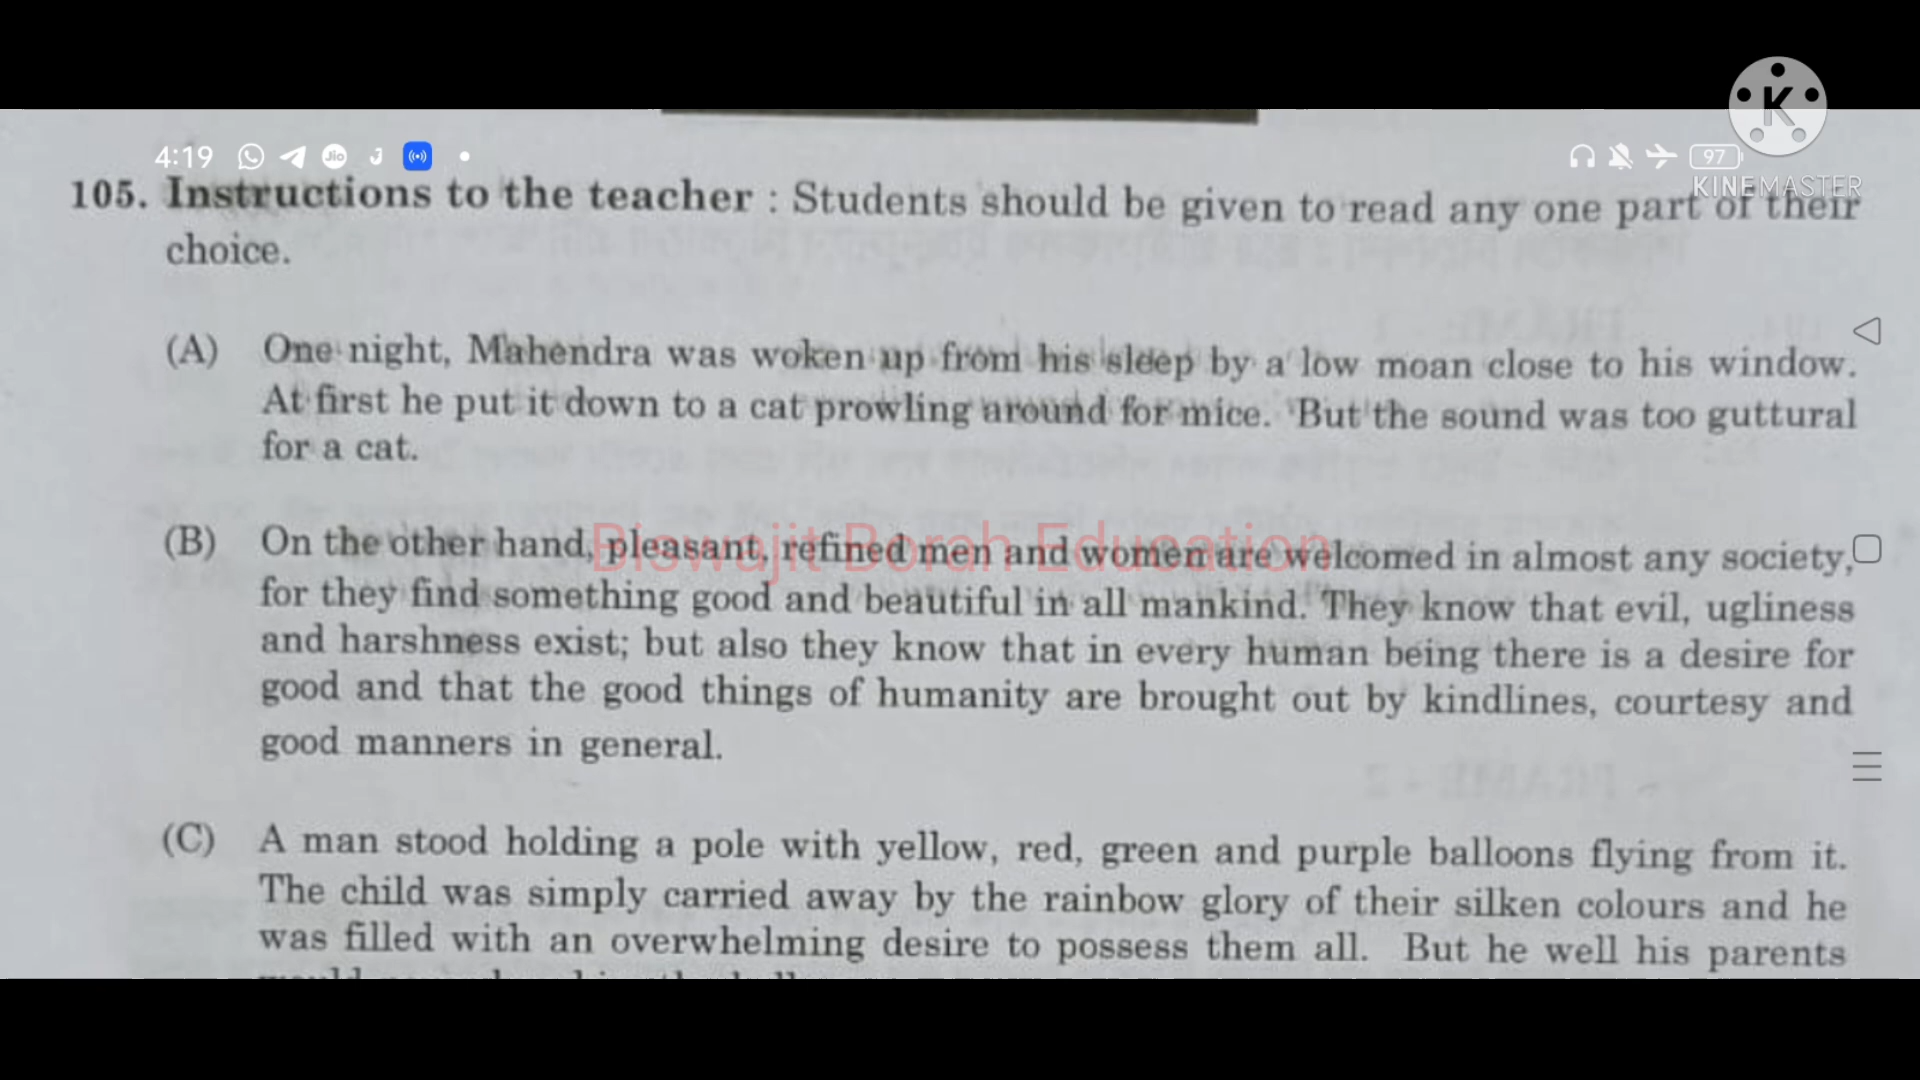 4:19
97
KINEMASTER
105. Instructions to the teacher : Students should be given to read any one part of their
choice.
(A) One night, Mahendra was woken up from his sleep by a low moan close to his window.
At first he put it down to a cat prowling around for mice. But the sound was too guttural
for a cat.
Biswajit Borah Education
(B) On the other hand, pleasant, refined men and women are welcomed in almost any society,
for they find something good and beautiful in all mankind. They know that evil, ugliness
and harshness exist; but also they know that in every human being there is a desire for
good and that the good things of humanity are brought out by kindlines, courtesy and
good manners in general.
(C) A man stood holding a pole with yellow, red, green and purple balloons flying from it.
The child was simply carried away by the rainbow glory of their silken colours and he
was filled with an overwhelming desire to possess them all. But he well his parents